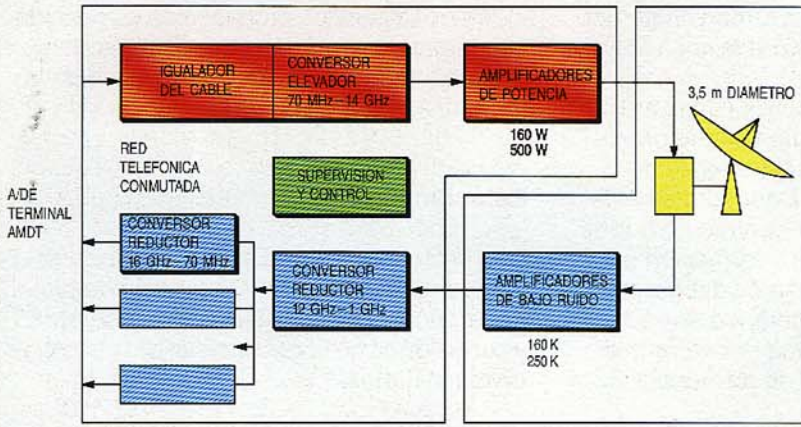 IGUALADOR
DEL CABLE
CONVERSOR
ELEVADOR
70 MHz–14 GHz
AMPLIFICADORES
DE POTENCIA
160 W
500 W
3,5 m DIAMETRO
RED
TELEFONICA
CONMUTADA
SUPERVISION
Y CONTROL
A/DE
TERMINAL
AMDT
CONVERSOR
REDUCTOR
16 GHz–70 MHz
CONVERSOR
REDUCTOR
12 GHz–1 GHz
AMPLIFICADORES
DE BAJO RUIDO
160 K
250 K